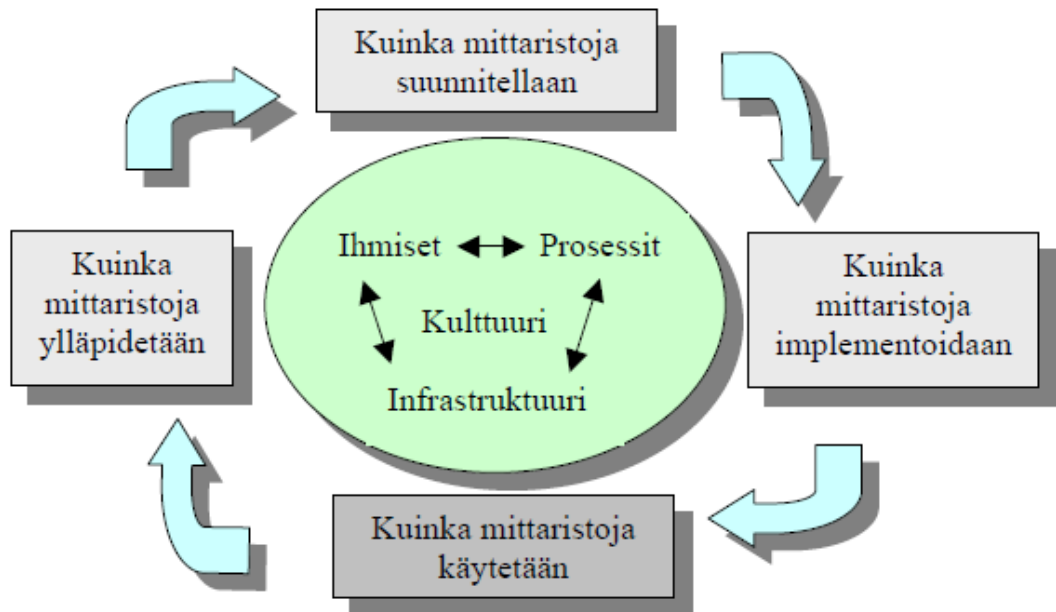 Kuinka mittaristoja
suunnitellaan
Kuinka
mittaristoja
ylläpidetään
Ihmiset
Prosessit
Kulttuuri
Infrastruktuuri
Kuinka
mittaristoja
implementoidaan
Kuinka mittaristoja
käytetään